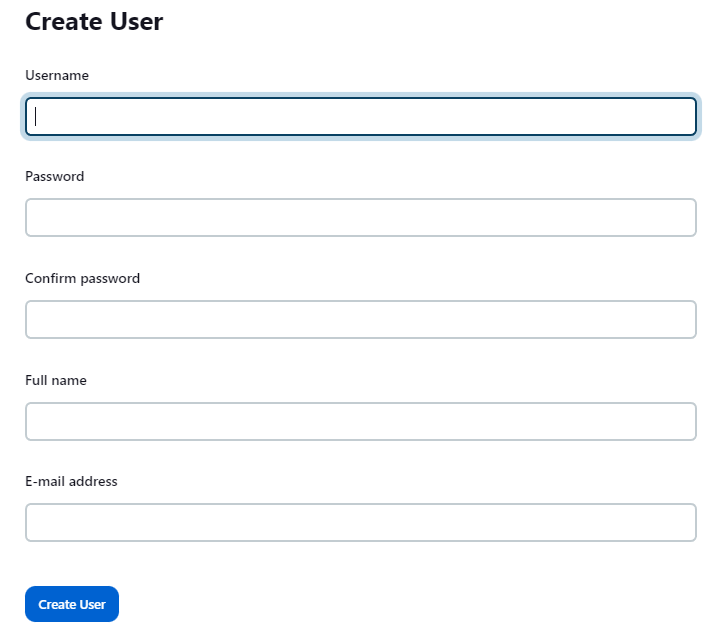 Create User
Username
Password
Confirm password
Full name
E-mail address
Create User